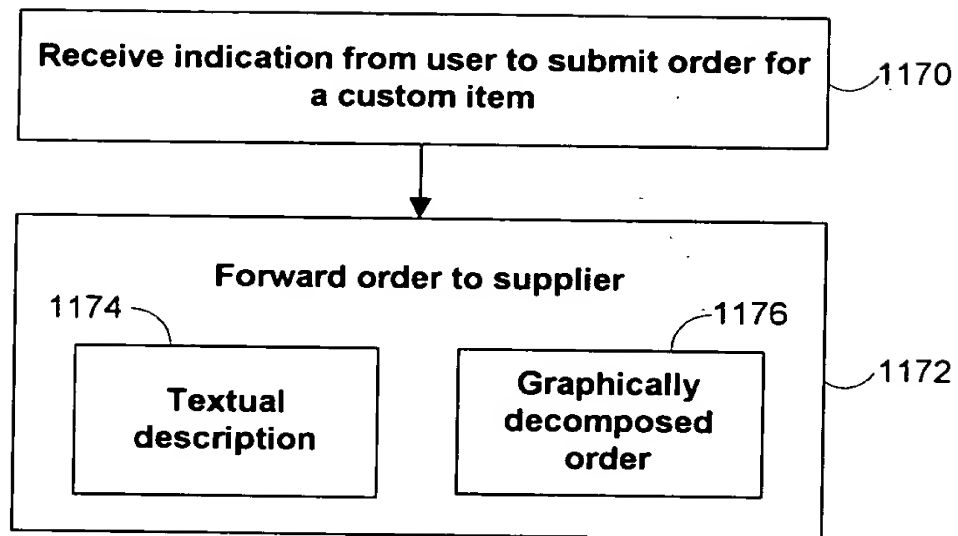 Receive indication from user to submit order for
a custom item
1170
Forward order to supplier
1174
1176
Textual
description
Graphically
decomposed
order
1172